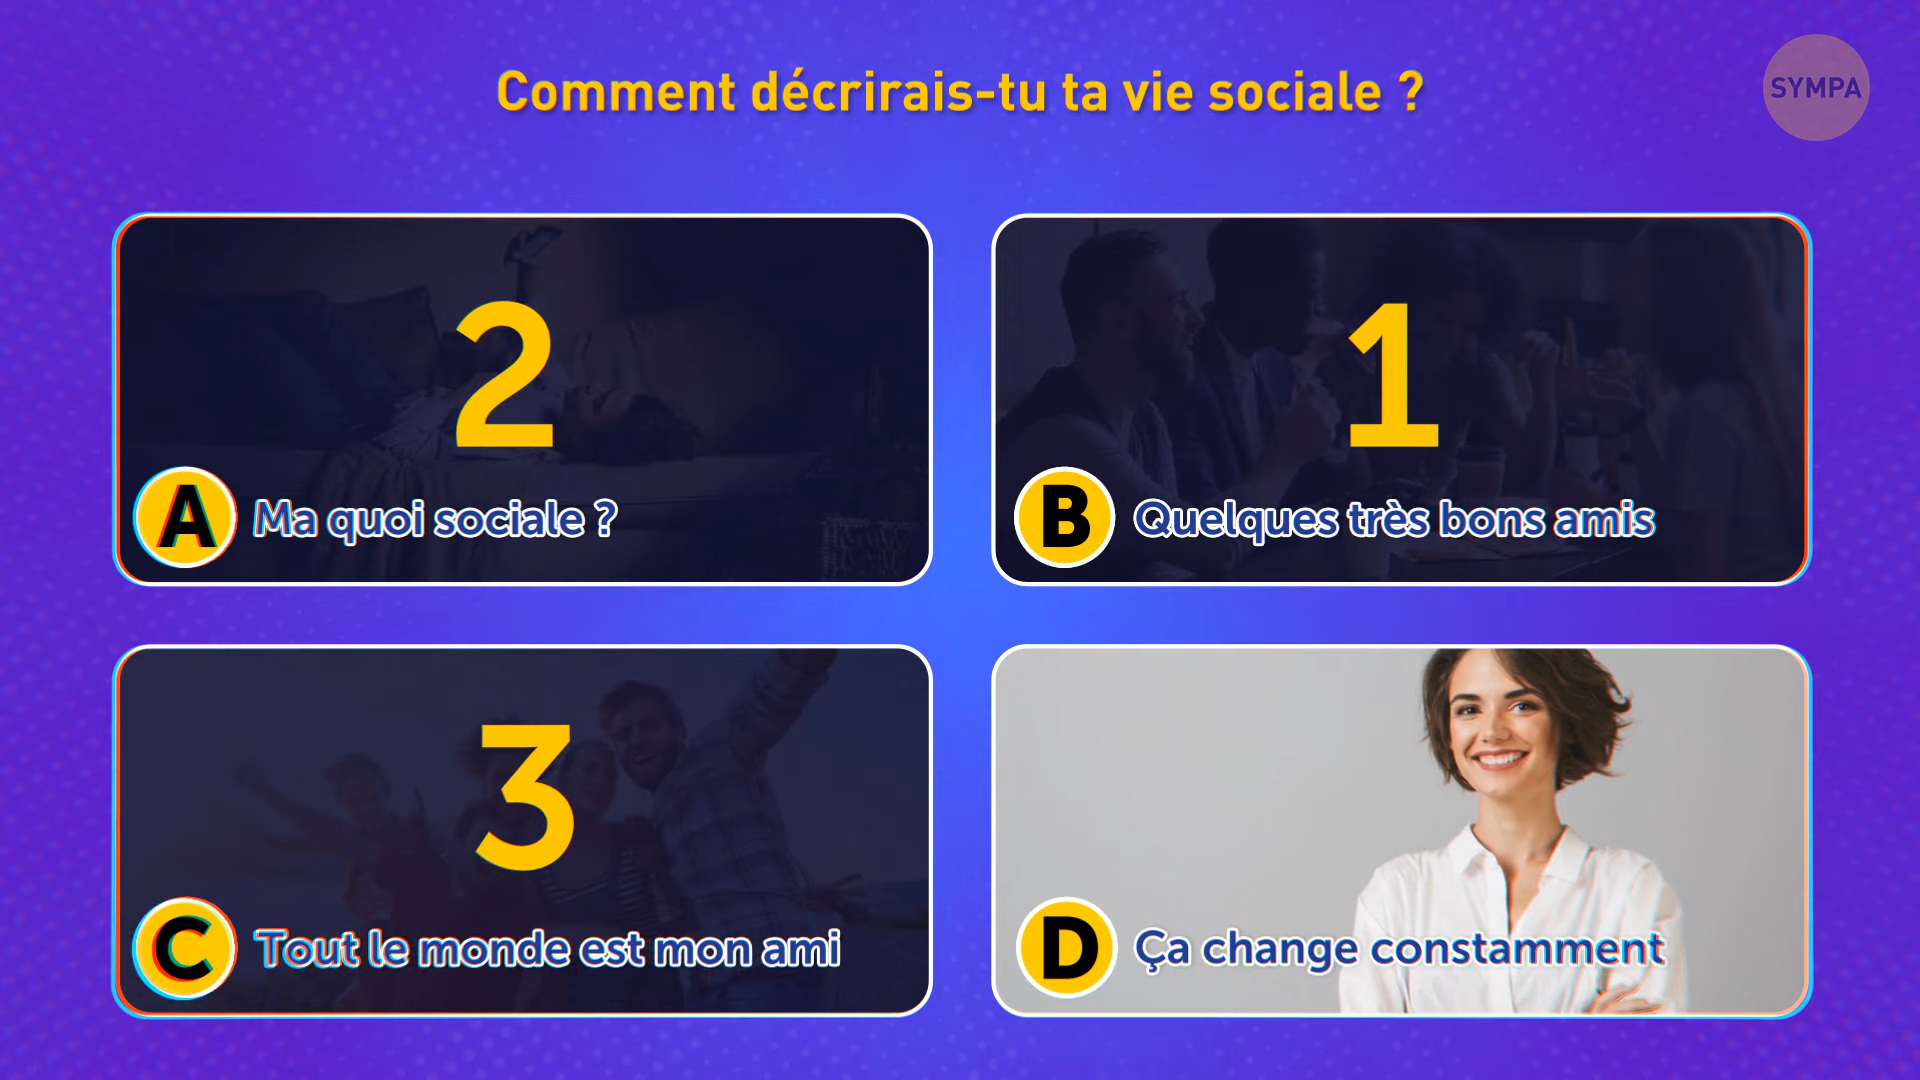 Comment décrirais-tu ta vie sociale ?
SYMPA
2
A Ma quoi sociale ?
1
B Quelques très bons amis
3
C Tout le monde est mon ami
D Ça change constamment